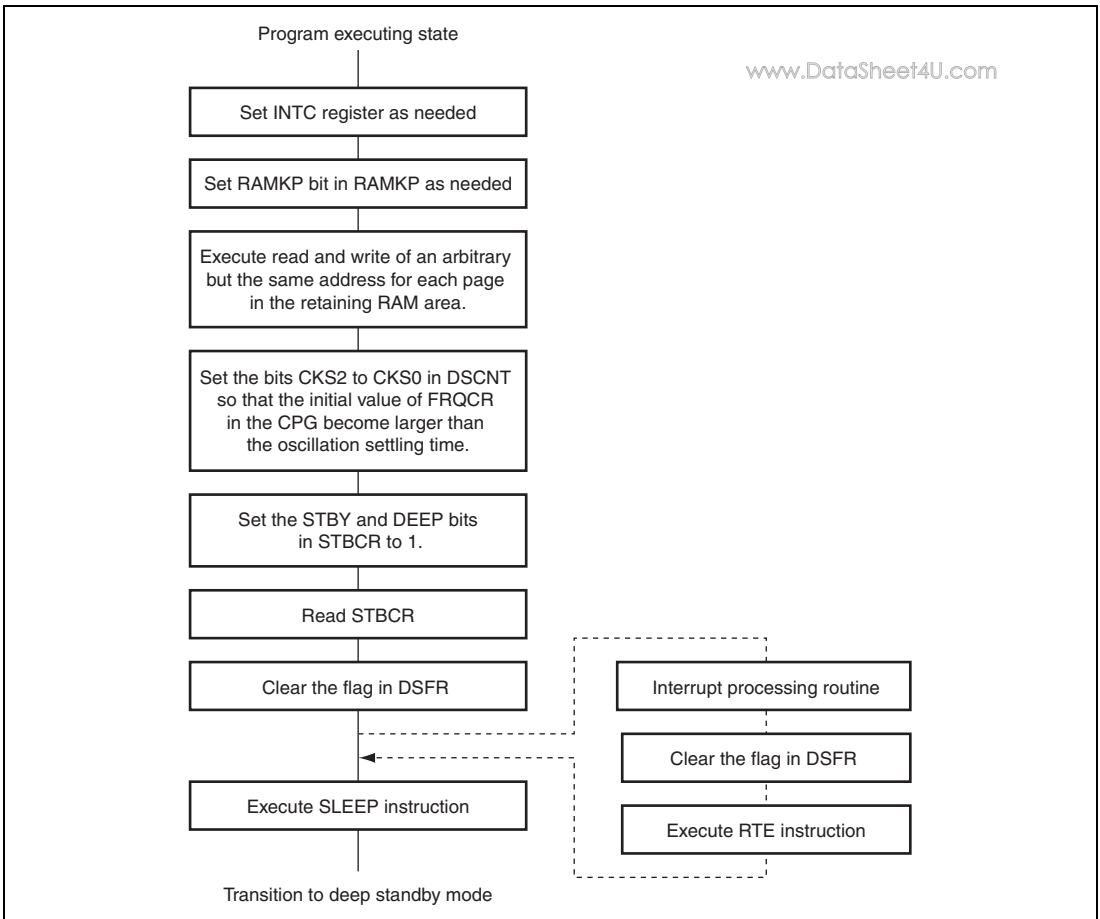 Program executing state
www.DataSheet4U.com
Set INTC register as needed
Set RAMKP bit in RAMKP as needed
Execute read and write of an arbitrary
but the same address for each page
in the retaining RAM area.
Set the bits CKS2 to CKS0 in DSCNT
so that the initial value of FRQCR
in the CPG become larger than
the oscillation settling time.
Set the STBY and DEEP bits
in STBCR to 1.
Read STBCR
Clear the flag in DSFR
Interrupt processing routine
Clear the flag in DSFR
Execute RTE instruction
Execute SLEEP instruction
Transition to deep standby mode